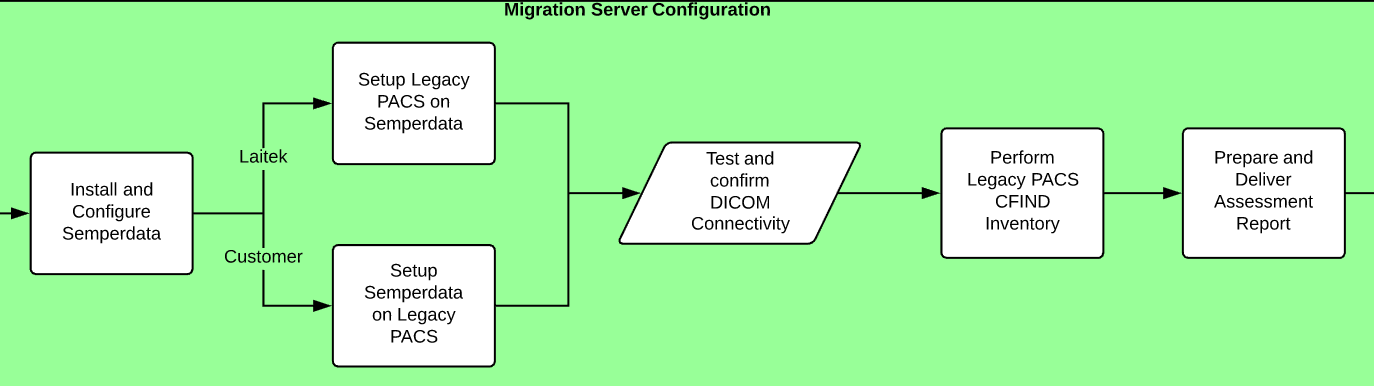 Migration Server Configuration
Install and
Configure
Semperdata
Laitek
Customer
Setup Legacy
PACS on
Semperdata
Setup
Semperdata
on Legacy
PACS
Test and
confirm
DICOM
Connectivity
Perform
Legacy PACS
CFIND
Inventory
Prepare and
Deliver
Assessment
Report